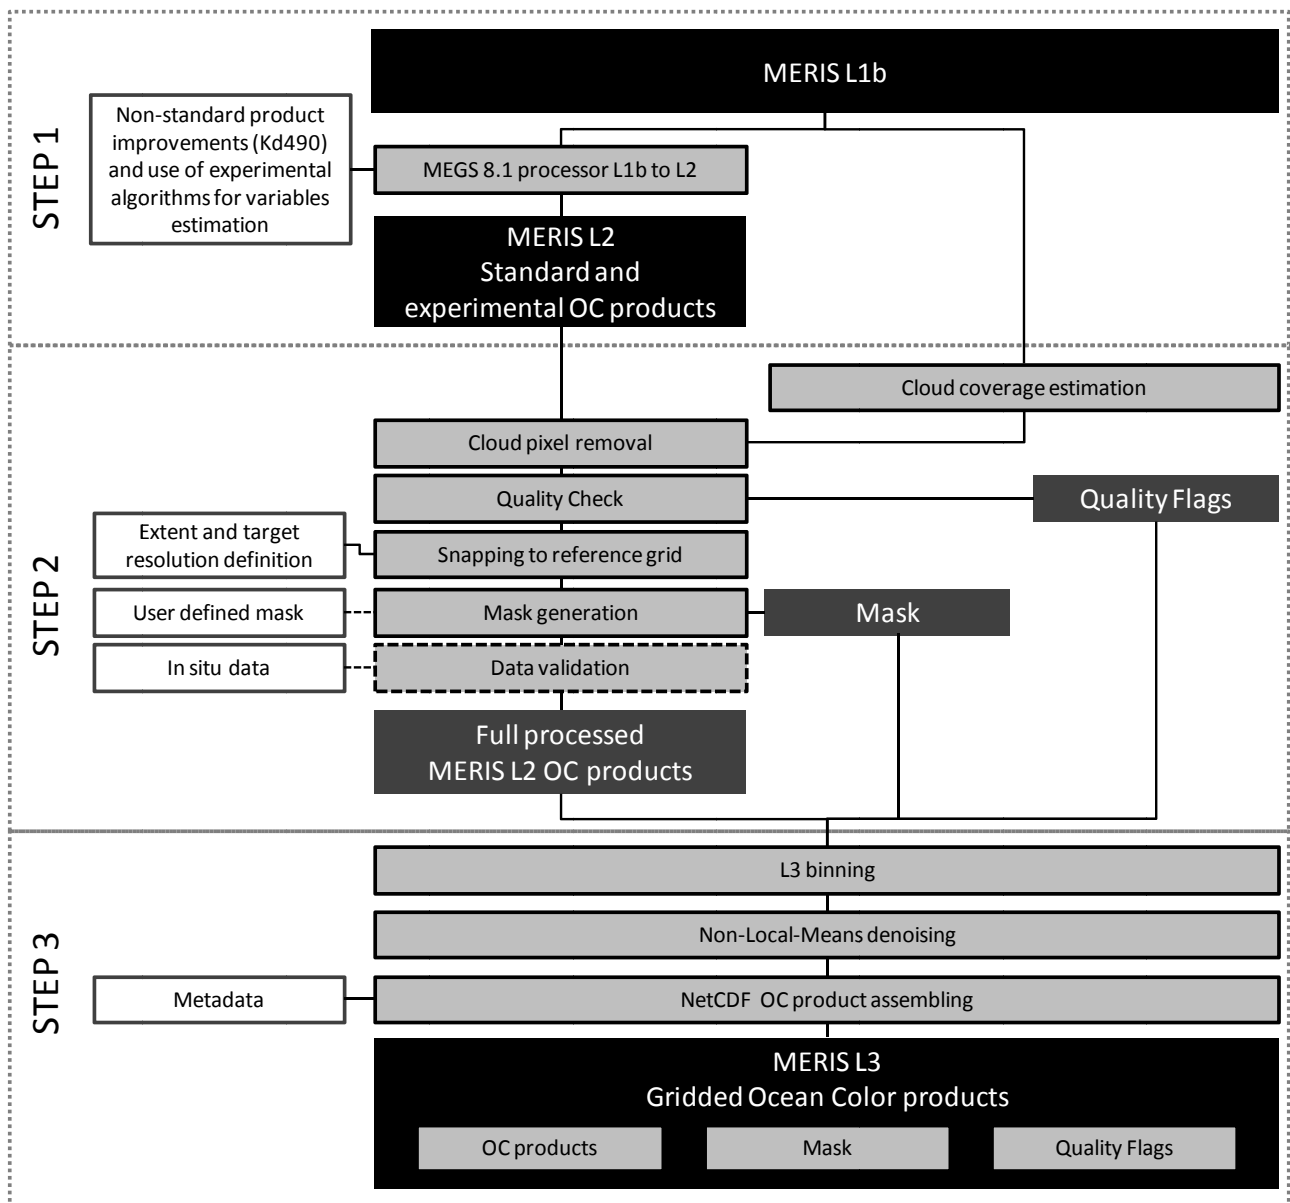 STEP 1
MERIS L1b
Non-standard product
improvements (Kd490)
and use of experimental
algorithms for variables
estimation
MEGS 8.1 processor L1b to L2
MERIS L2
Standard and
experimental OC products
STEP 2
Cloud coverage estimation
Cloud pixel removal
Quality Check
Quality Flags
Extent and target
resolution definition
Snapping to reference grid
User defined mask
Mask generation
Mask
In situ data
Data validation
Full processed
MERIS L2 OC products
STEP 3
L3 binning
Non-Local-Means denoising
Metadata
NetCDF OC product assembling
MERIS L3
Gridded Ocean Color products
OC products
Mask
Quality Flags